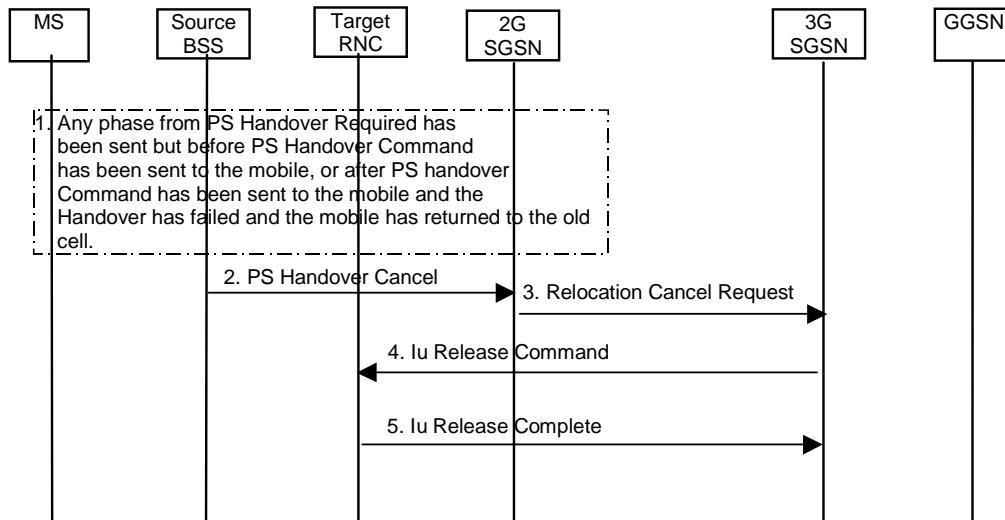 MS
Source
BSS
Target
RNC
2G
SGSN
3G
SGSN
GGSN
1. Any phase from PS Handover Required has
been sent but before PS Handover Command
has been sent to the mobile, or after PS handover
Command has been sent to the mobile and the
Handover has failed and the mobile has returned to the old
cell.
2. PS Handover Cancel
3. Relocation Cancel Request
4. Iu Release Command
5. Iu Release Complete